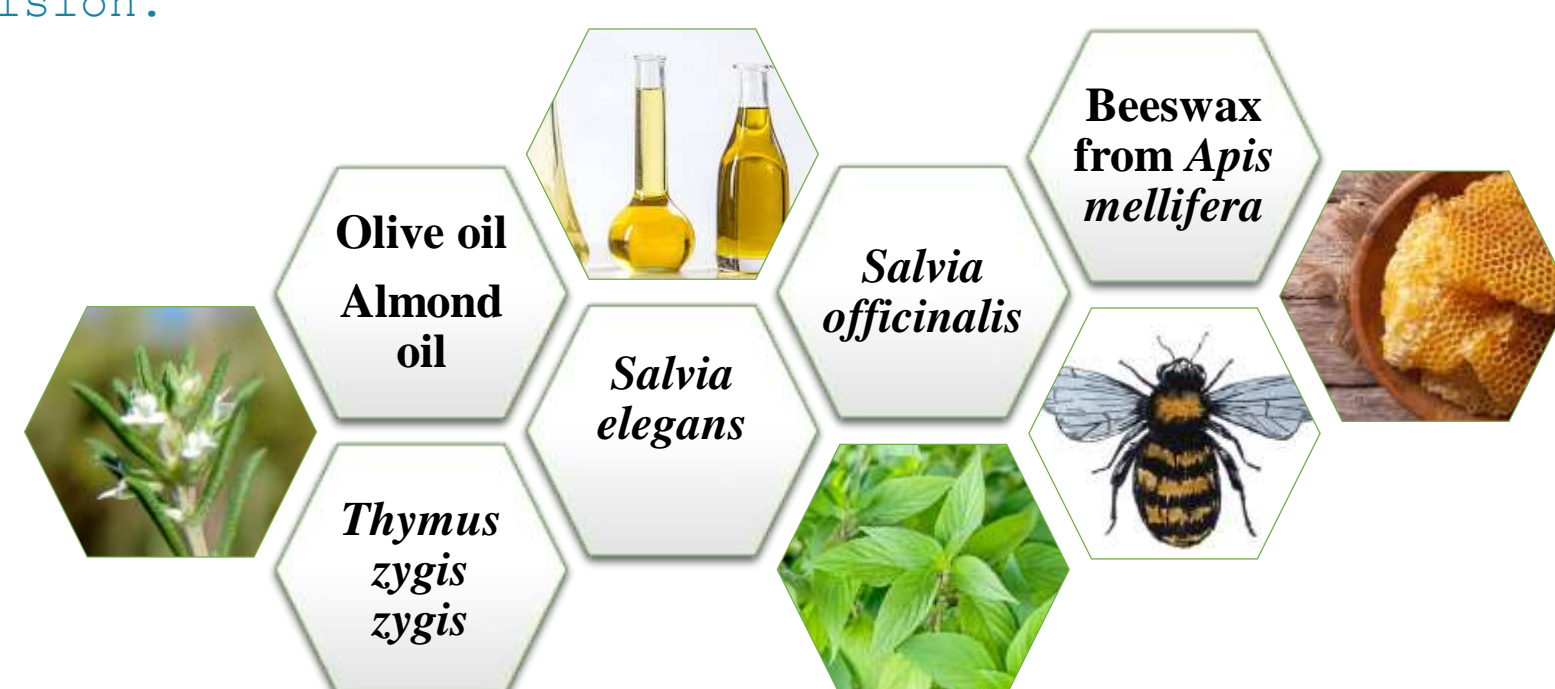 ision.
Olive oil
Almond
oil
Thymus
zygis
zygis
Salvia
elegans
Salvia
officinalis
Beeswax
from Apis
mellifera